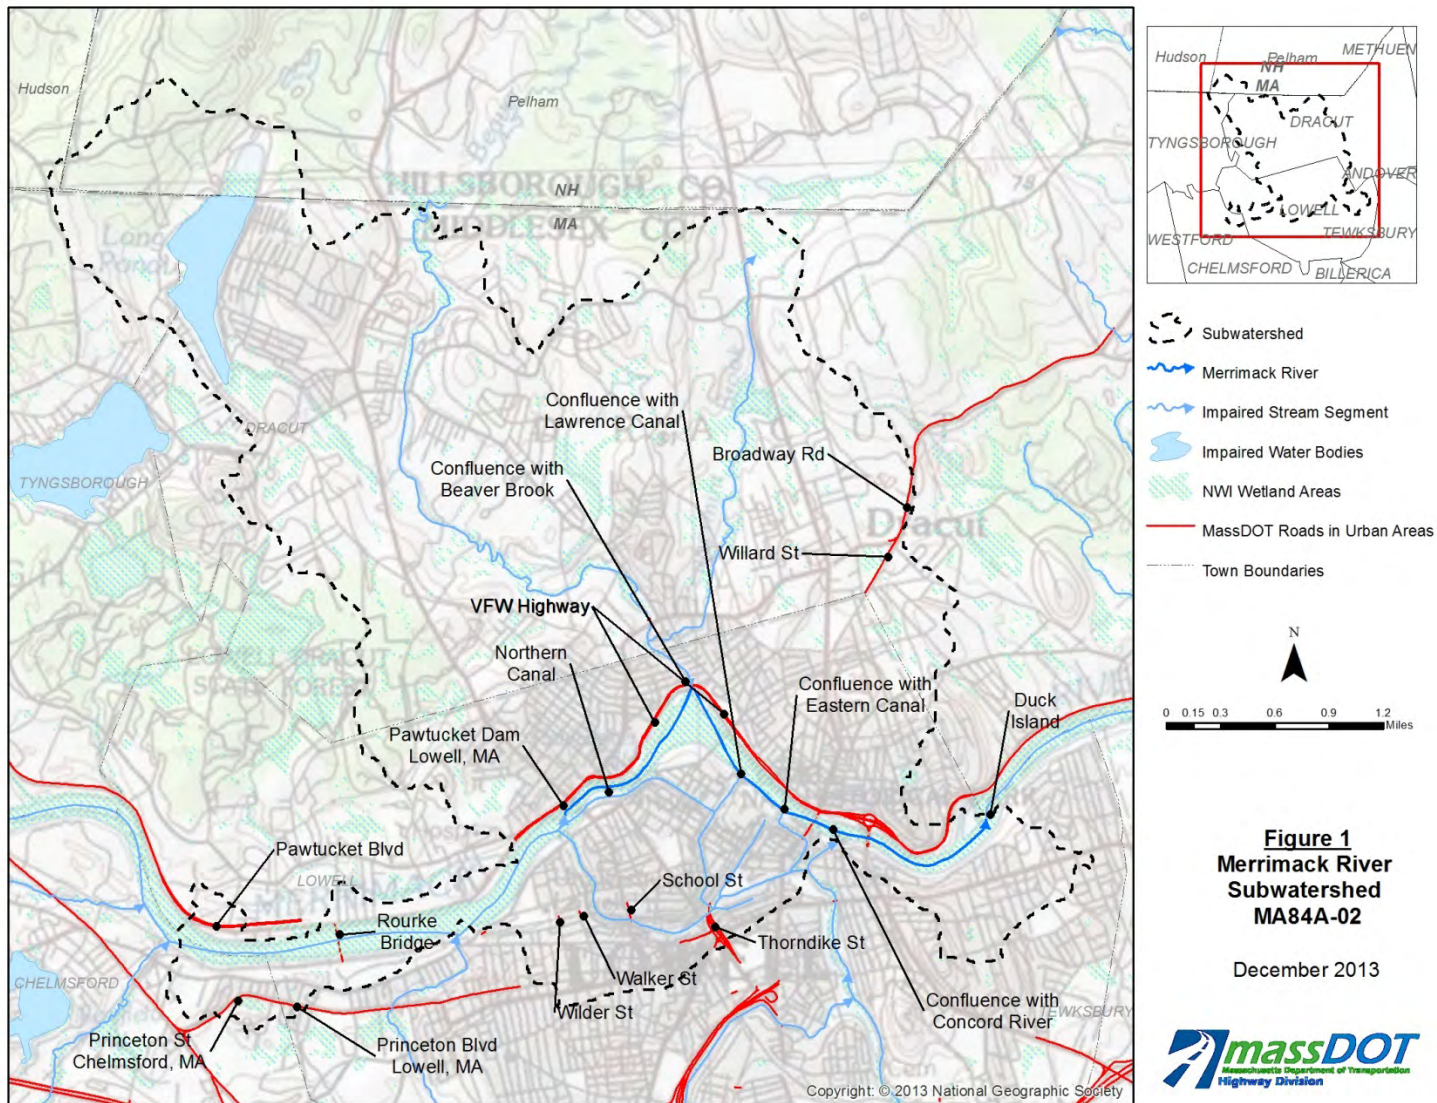 Hudson
Pelham
NH
MA
HILLSBOROUGH
MIDDLESEX CO
DRACUT
TYNGSBOROUGH
Confluence with
Lawrence Canal
Confluence with
Beaver Brook
Broadway Rd
Dracut
Willard St
VFW Highway
Northern
Canal
Confluence with
Eastern Canal
Duck
Island
Pawtucket Dam
Lowell, MA
Pawtucket Blvd
LOWELL
Rourke
Bridge
School St
Thorndike St
Walker St
Wilder St
CHELMSFORD
Princeton St
Chelmsford, MA
Princeton Blvd
Lowell, MA
Confluence with
Concord River
TEWKSBURY
Copyright: © 2013 National Geographic Society
Hudson
Pelham
METHUEN
NH
MA
DRACUT
TYNGSBOROUGH
ANDOVER
LOWELL
WESTFORD
TEWKSBURY
CHELMSFORD
BILLERICA
Subwatershed
Merrimack River
Impaired Stream Segment
Impaired Water Bodies
NWI Wetland Areas
MassDOT Roads in Urban Areas
Town Boundaries
N
0 0.15 0.3 0.6 0.9 1.2
Miles
Figure 1
Merrimack River
Subwatershed
MA84A-02
December 2013
massDOT
Massachusetts Department of Transportation
Highway Division